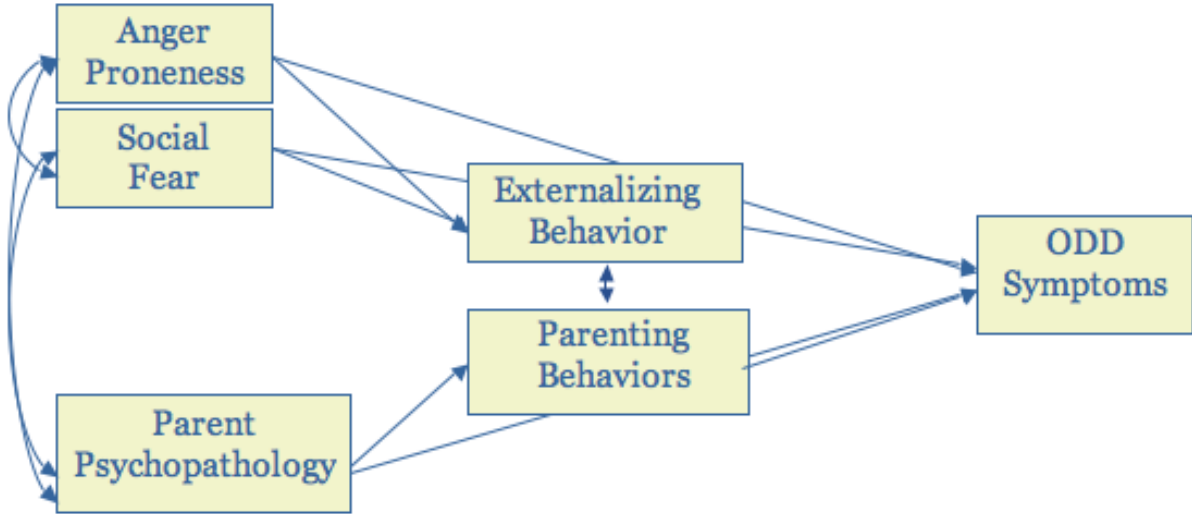 Anger
Proneness
Social
Fear
Externalizing
Behavior
ODD
Symptoms
Parenting
Behaviors
Parent
Psychopathology